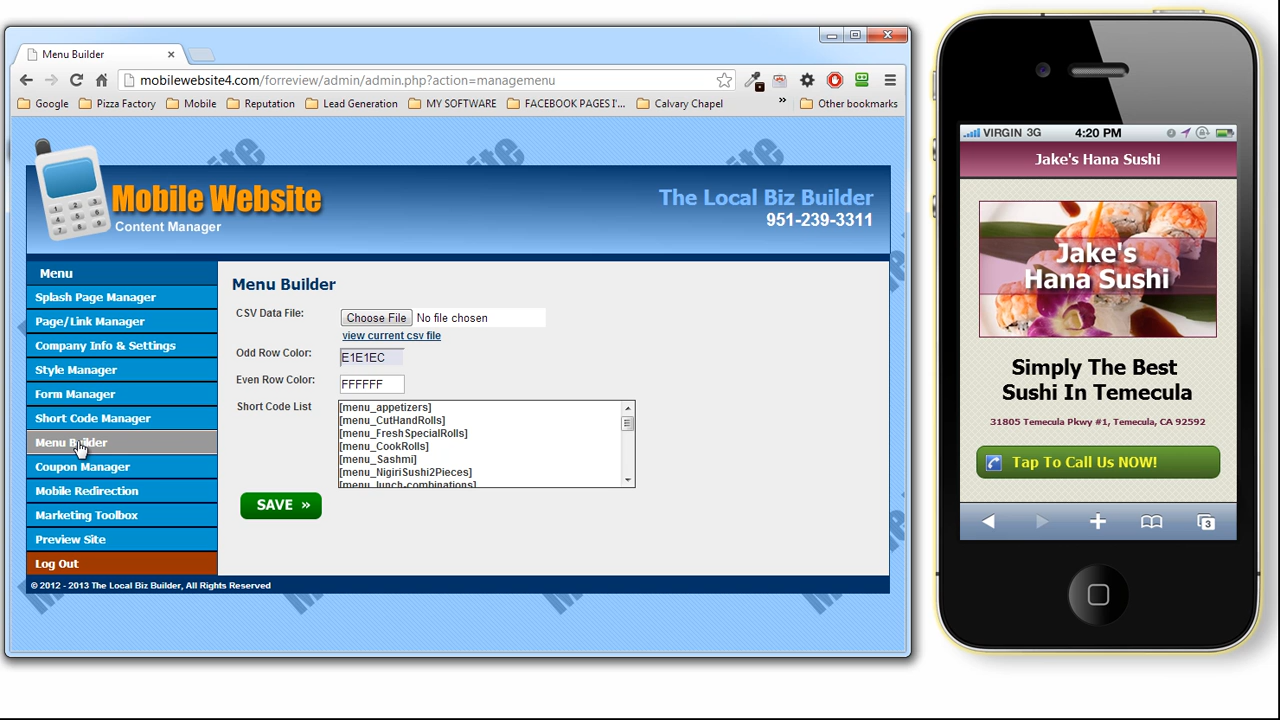 Menu Builder
mobilewebsite4.com/forreview/admin/admin.php?action=managemenu
Google Pizza Factory Mobile Reputation Lead Generation MY SOFTWARE FACEBOOK PAGES I'... Calvary Chapel » Other bookmarks
Mobile Website
Content Manager
The Local Biz Builder
951-239-3311
Menu
Splash Page Manager
Page/Link Manager
Company Info & Settings
Style Manager
Form Manager
Short Code Manager
Menu Builder
Coupon Manager
Mobile Redirection
Marketing Toolbox
Preview Site
Log Out
Menu Builder
CSV Data File: Choose File No file chosen
view current csv file
Odd Row Color: E1E1EC
Even Row Color: FFFFFF
Short Code List
[menu_appetizers]
[menu_CutHandRolls]
[menu_FreshSpecialRolls]
[menu_CookRolls]
[menu_Sashmi]
[menu_NigiriSushi2Pieces]
[menu_lunch-combinations]
SAVE »
© 2012 - 2013 The Local Biz Builder, All Rights Reserved
VIRGIN 3G 4:20 PM
Jake's Hana Sushi
Jake's
Hana Sushi
Simply The Best
Sushi In Temecula
31805 Temecula Pkwy #1, Temecula, CA 92592
Tap To Call Us NOW!
3